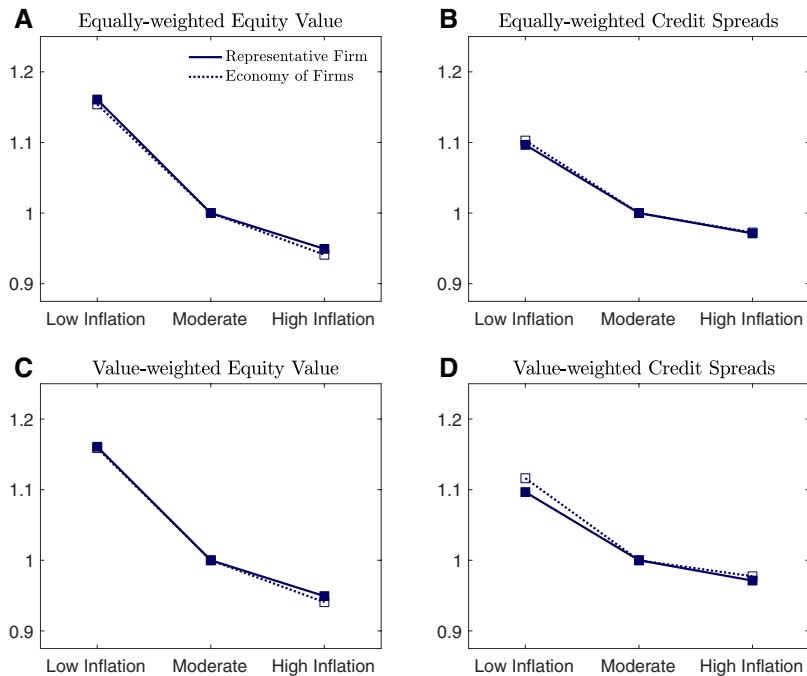 A
Equally-weighted Equity Value
1.2
1.1
1
0.9
Low Inflation
Moderate
High Inflation
Representative Firm
Economy of Firms
B
Equally-weighted Credit Spreads
1.2
1.1
1
0.9
Low Inflation
Moderate
High Inflation
C
Value-weighted Equity Value
1.2
1.1
1
0.9
Low Inflation
Moderate
High Inflation
D
Value-weighted Credit Spreads
1.2
1.1
1
0.9
Low Inflation
Moderate
High Inflation